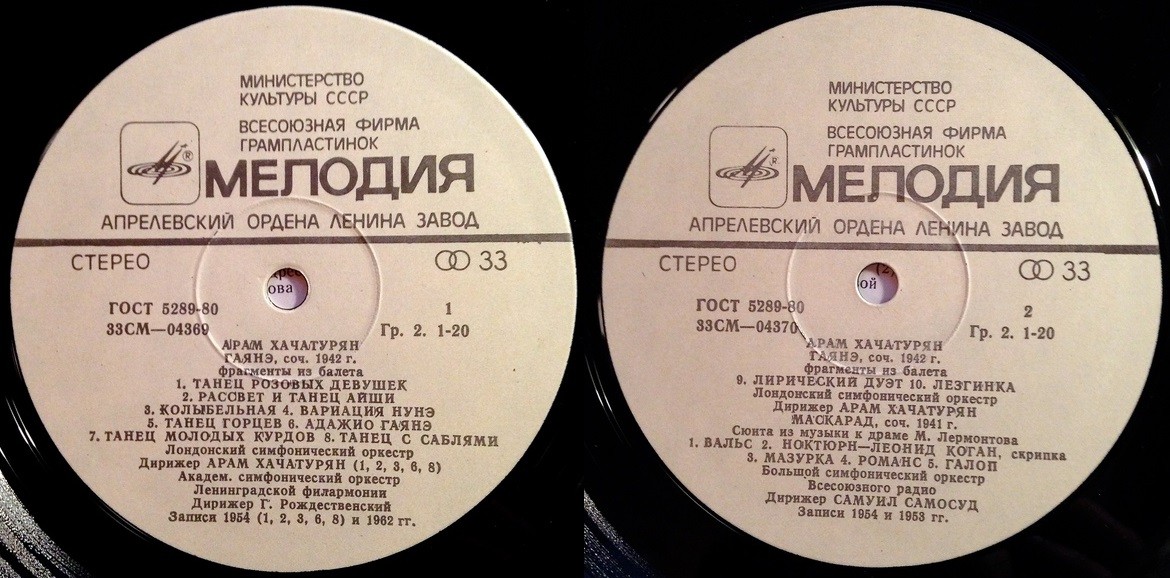 МИНИСТЕРСТВО
КУЛЬТУРЫ СССР
ВСЕСОЮЗНАЯ ФИРМА
ГРАМПЛАСТИНОК
®
МЕЛОДИЯ
АПРЕЛЕВСКИЙ ОРДЕНА ЛЕНИНА ЗАВОД
СТЕРЕО 33
ова
ГОСТ 5289-80 1
33СМ—04369 Гр. 2. 1-20
АРАМ ХАЧАТУРЯН
ГАЯНЭ, соч. 1942 г.
фрагменты из балета
1. ТАНЕЦ РОЗОВЫХ ДЕВУШЕК
2. РАССВЕТ И ТАНЕЦ АЙШИ
3. КОЛЫБЕЛЬНАЯ 4. ВАРИАЦИЯ НУНЭ
5. ТАНЕЦ ГОРЦЕВ 6. АДАЖИО ГАЯНЭ
7. ТАНЕЦ МОЛОДЫХ КУРДОВ 8. ТАНЕЦ С САБЛЯМИ
Лондонский симфонический оркестр
Дирижер АРАМ ХАЧАТУРЯН (1, 2, 3, 6, 8)
Академ. симфонический оркестр
Ленинградской филармонии
Дирижер Г. Рождественский
Записи 1954 (1, 2, 3, 6, 8) и 1962 гг.
МИНИСТЕРСТВО
КУЛЬТУРЫ СССР
ВСЕСОЮЗНАЯ ФИРМА
ГРАМПЛАСТИНОК
®
МЕЛОДИЯ
АПРЕЛЕВСКИЙ ОРДЕНА ЛЕНИНА ЗАВОД
СТЕРЕО 33
(2)
ой
ГОСТ 5289-80 2
33СМ—04370 Гр. 2. 1-20
АРАМ ХАЧАТУРЯН
ГАЯНЭ, соч. 1942 г.
фрагменты из балета
9. ЛИРИЧЕСКИЙ ДУЭТ 10. ЛЕЗГИНКА
Лондонский симфонический оркестр
Дирижер АРАМ ХАЧАТУРЯН
МАСКАРАД, соч. 1941 г.
Сюита из музыки к драме М. Лермонтова
1. ВАЛЬС 2. НОКТЮРН—ЛЕОНИД КОГАН, скрипка
3. МАЗУРКА 4. РОМАНС 5. ГАЛОП
Большой симфонический оркестр
Всесоюзного радио
Дирижер САМУИЛ САМОСУД
Записи 1954 и 1953 гг.